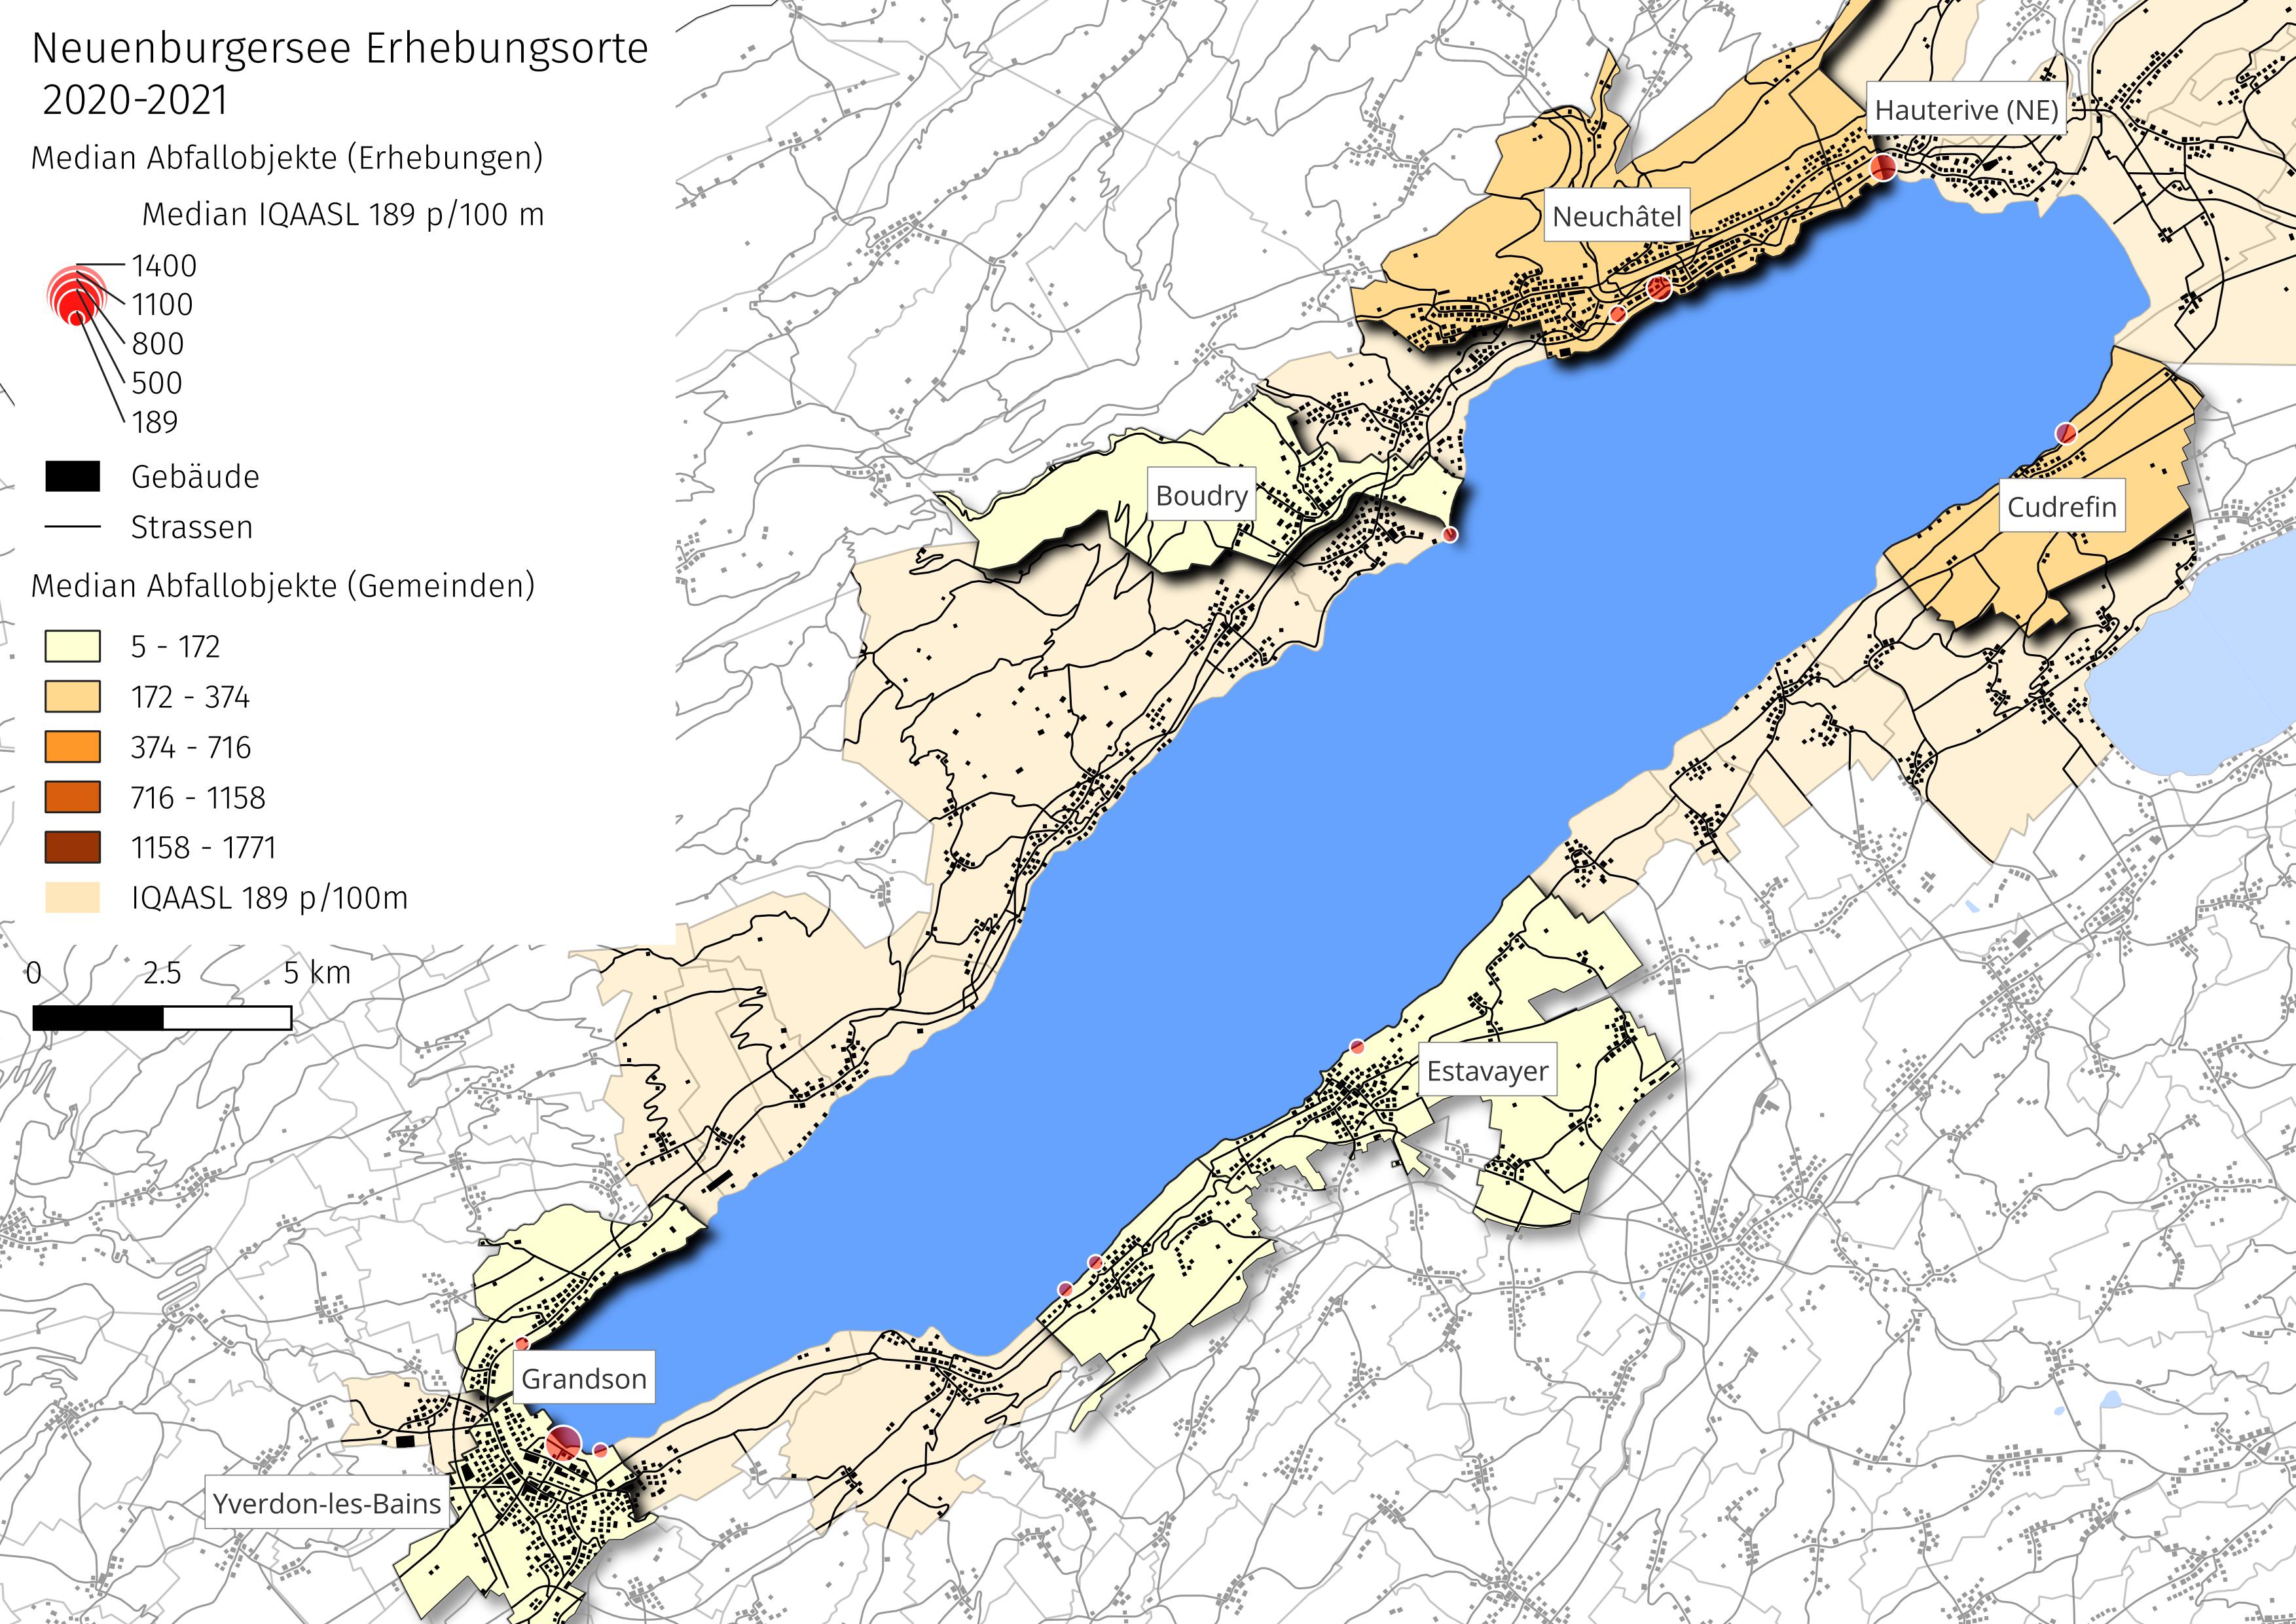 Neuenburgersee Erhebungsorte
2020-2021
Median Abfallobjekte (Erhebungen)
Median IQAASL 189 p/100 m
1400
1100
800
500
189
Gebäude
Strassen
Median Abfallobjekte (Gemeinden)
5 - 172
172 - 374
374 - 716
716 - 1158
1158 - 1771
IQAASL 189 p/100m
0 2.5 5 km
Hauterive (NE)
Neuchâtel
Boudry
Cudrefin
Estavayer
Grandson
Yverdon-les-Bains